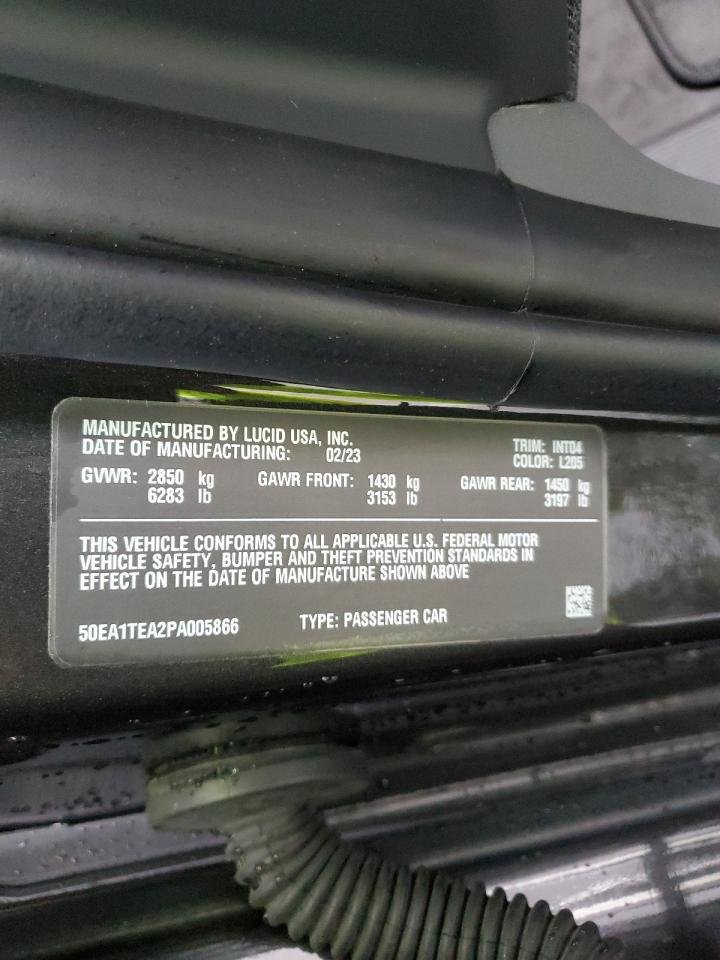 MANUFACTURED BY LUCID USA, INC.
DATE OF MANUFACTURING: 02/23
TRIM: INT04
COLOR: L205
GVWR: 2850 kg GAWR FRONT: 1430 kg GAWR REAR: 1450 kg
6283 lb 3153 lb 3197 lb
THIS VEHICLE CONFORMS TO ALL APPLICABLE U.S. FEDERAL MOTOR
VEHICLE SAFETY, BUMPER AND THEFT PREVENTION STANDARDS IN
EFFECT ON THE DATE OF MANUFACTURE SHOWN ABOVE
50EA1TEA2PA005866 TYPE: PASSENGER CAR